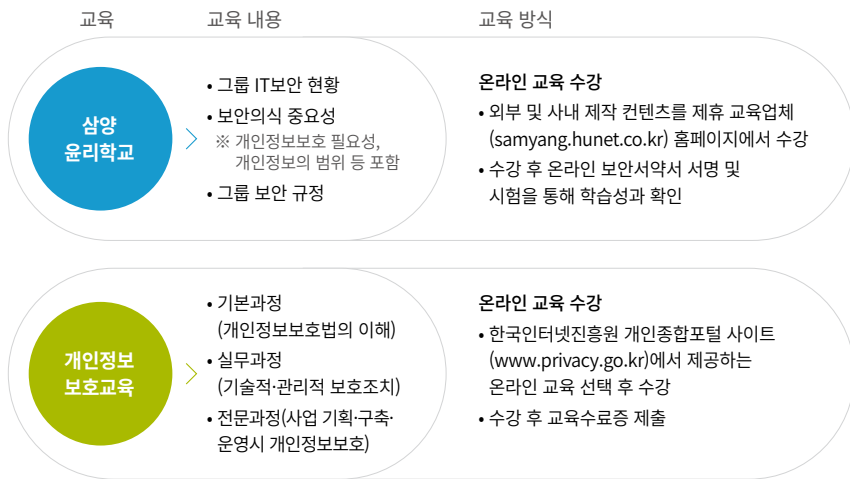 교육
교육 내용
교육 방식
삼양
윤리학교
• 그룹 IT보안 현황
• 보안의식 중요성
※ 개인정보보호 필요성,
개인정보의 범위 등 포함
• 그룹 보안 규정
온라인 교육 수강
• 외부 및 사내 제작 컨텐츠를 제휴 교육업체
(samyang.hunet.co.kr) 홈페이지에서 수강
• 수강 후 온라인 보안서약서 서명 및
시험을 통해 학습성과 확인
개인정보
보호교육
• 기본과정
(개인정보보호법의 이해)
• 실무과정
(기술적·관리적 보호조치)
• 전문과정(사업 기획·구축·
운영시 개인정보보호)
온라인 교육 수강
• 한국인터넷진흥원 개인종합포털 사이트
(www.privacy.go.kr)에서 제공하는
온라인 교육 선택 후 수강
• 수강 후 교육수료증 제출